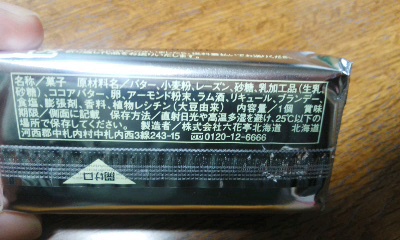 名称／菓子 原材料名／バター、小麦粉、レーズン、砂糖、乳加工品(生乳、
砂糖)、ココアバター、卵、アーモンド粉末、ラム酒、リキュール、ブランデー、
食塩、膨張剤、香料、植物レシチン(大豆由来) 内容量／1個 賞味
期限／側面に記載 保存方法／直射日光や高温多湿を避け、25℃以下の
場所で保存してください。 製造者／株式会社六花亭北海道 北海道
河西郡中札内村中札内西3線243-15 0120-12-6666
開け口